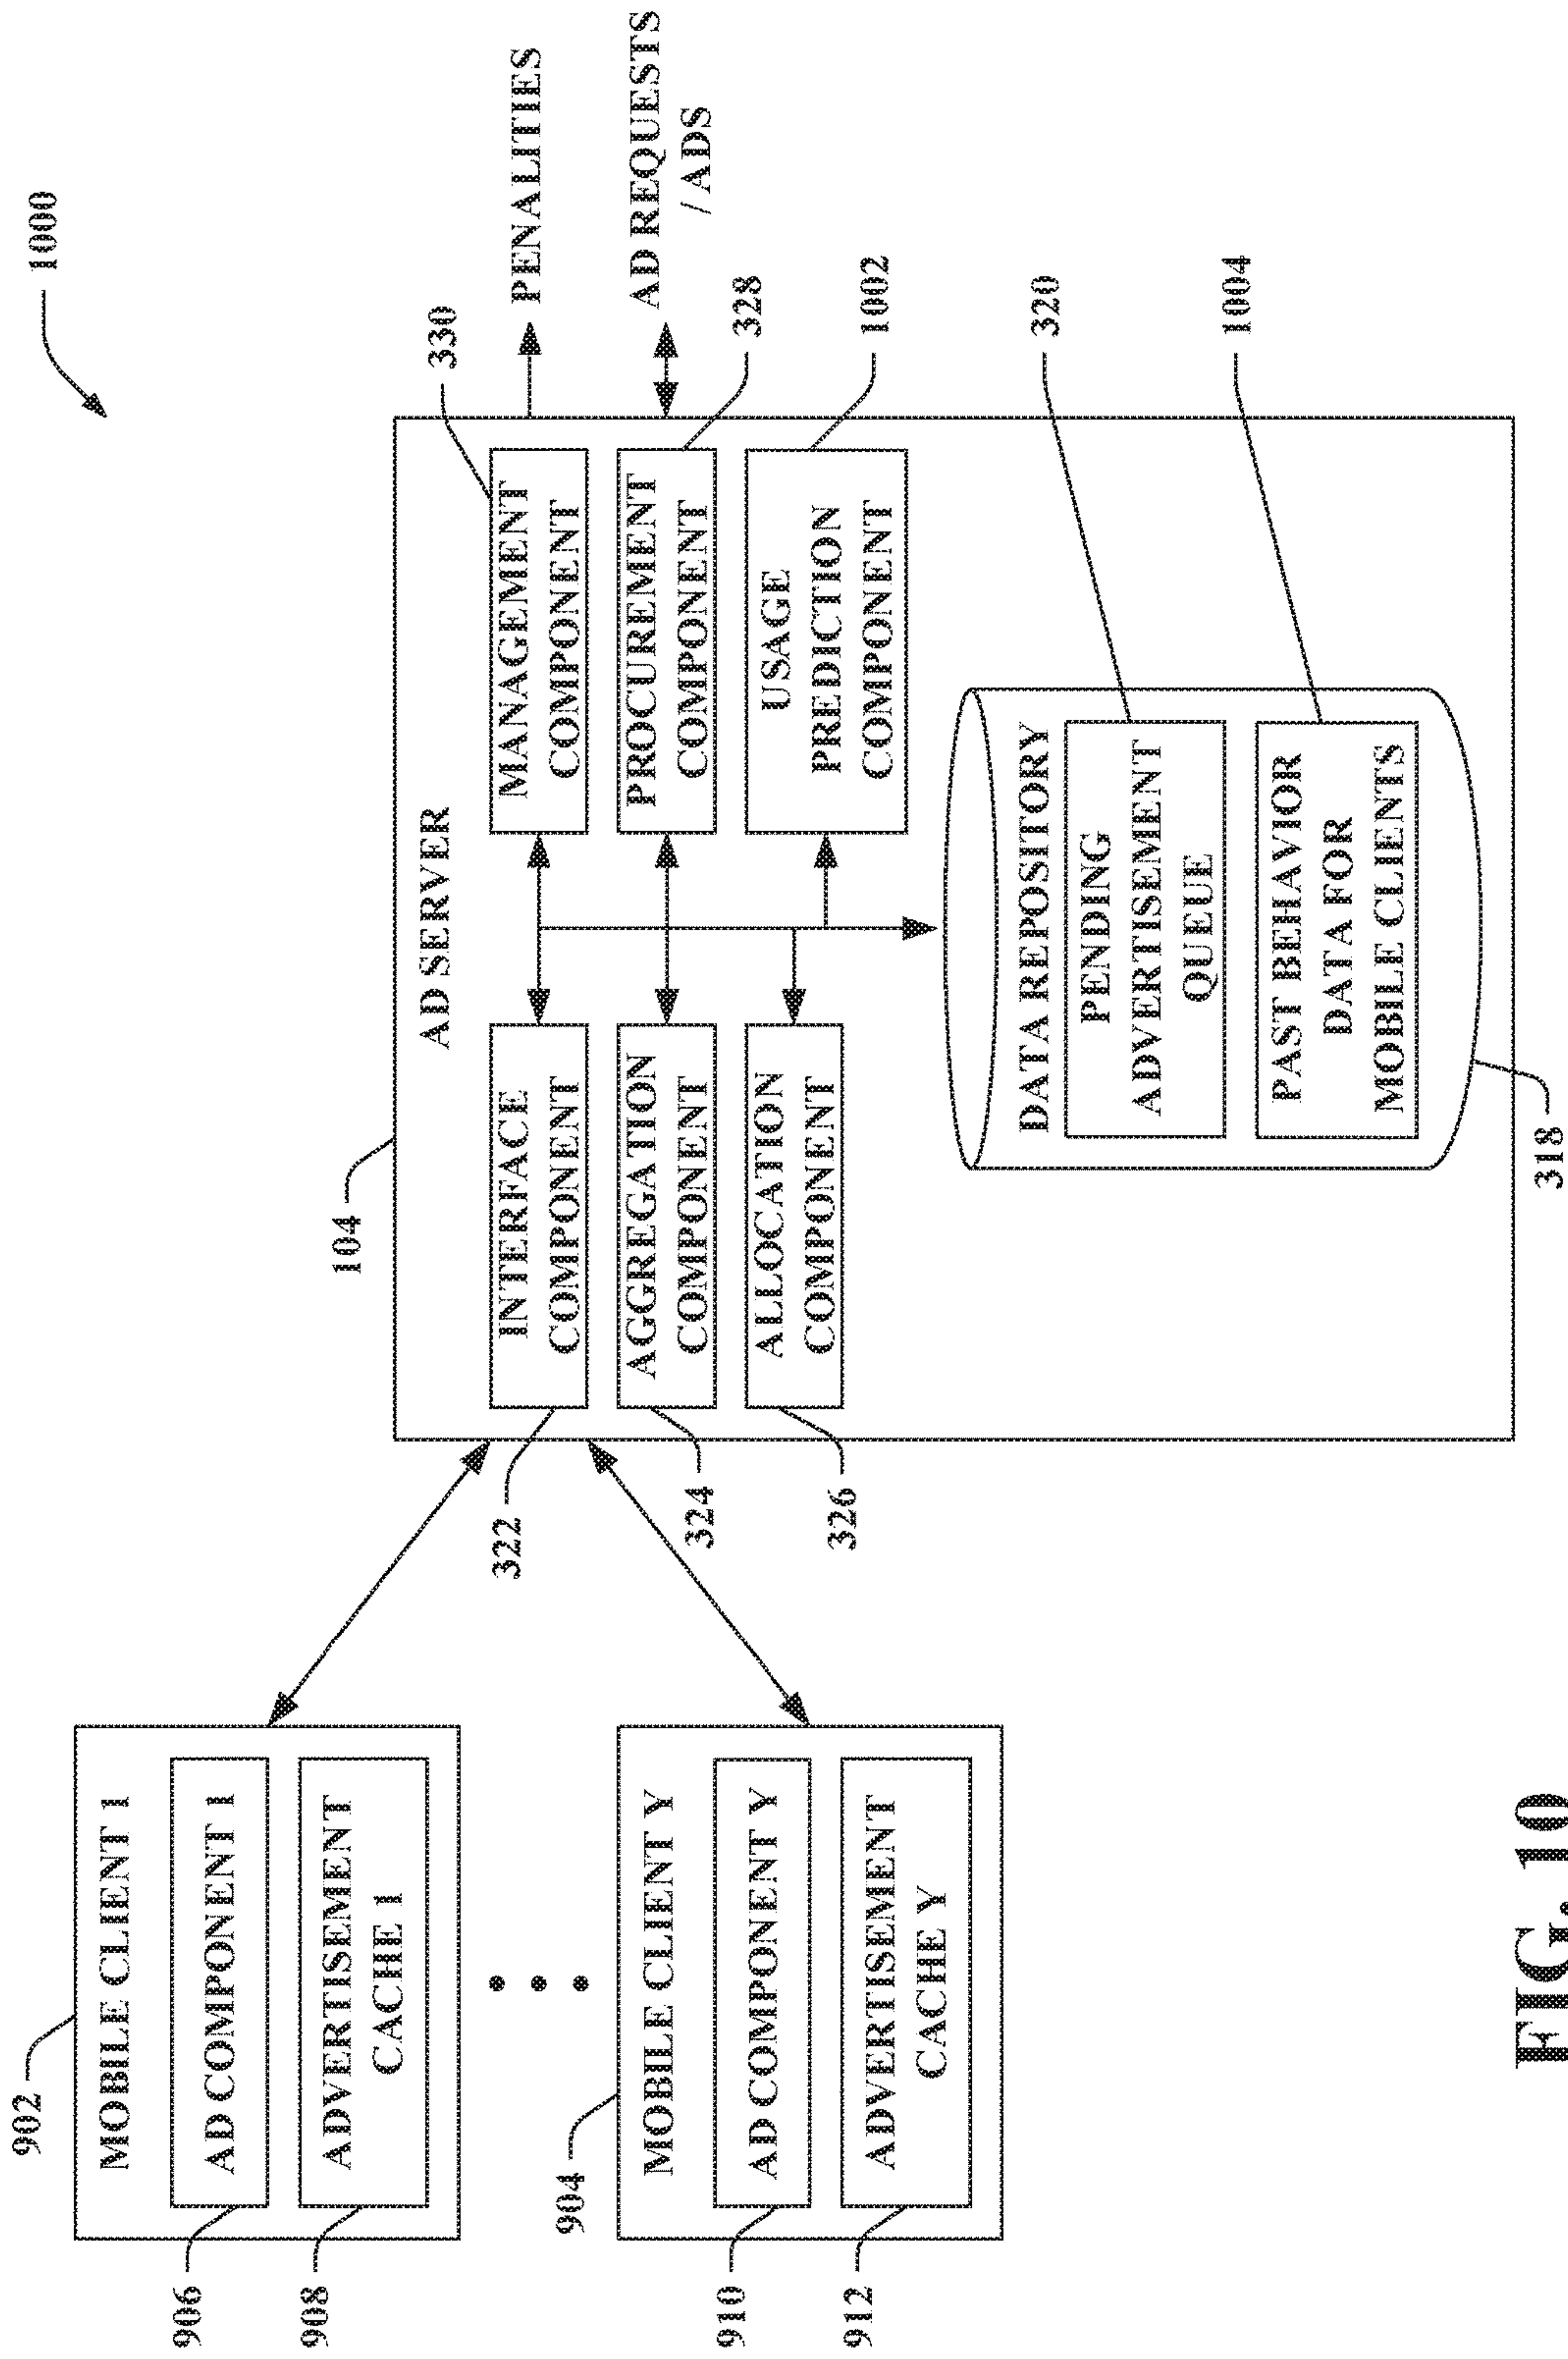 1000
902
MOBILE CLIENT 1
906
AD COMPONENT 1
908
ADVERTISEMENT
CACHE 1
904
MOBILE CLIENT Y
910
AD COMPONENT Y
912
ADVERTISEMENT
CACHE Y
104
AD SERVER
322
INTERFACE
COMPONENT
324
AGGREGATION
COMPONENT
326
ALLOCATION
COMPONENT
330
MANAGEMENT
COMPONENT
328
PROCUREMENT
COMPONENT
1002
USAGE
PREDICTION
COMPONENT
PENALITIES
AD REQUESTS
/ ADS
DATA REPOSITORY
320
PENDING
ADVERTISEMENT
QUEUE
1004
PAST BEHAVIOR
DATA FOR
MOBILE CLIENTS
318
FIG. 10